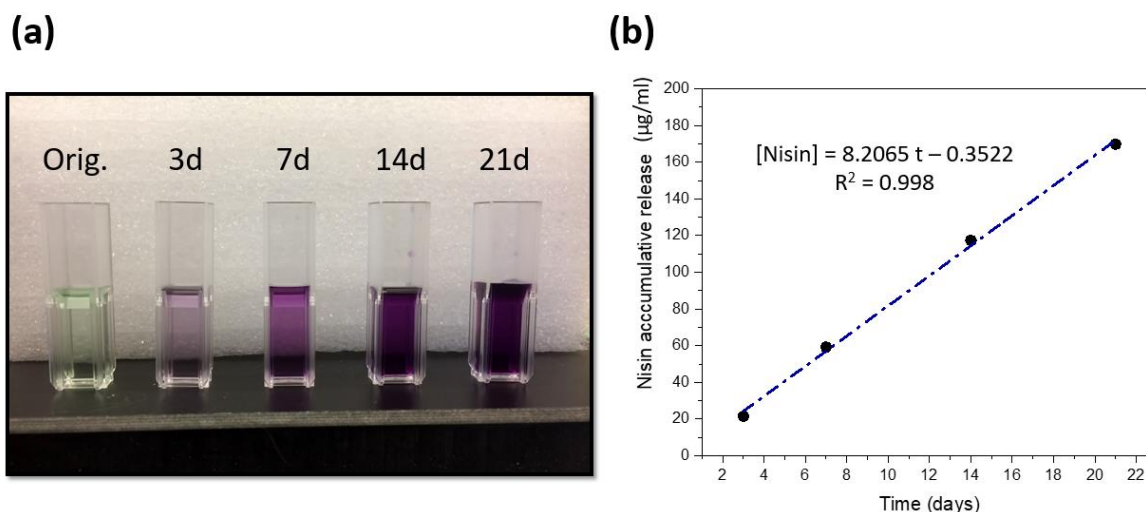 (a)
Orig. 3d 7d 14d 21d
(b)
Nisin acccumulative release (µg/ml)
200
180
160
140
120
100
80
60
40
20
0
[Nisin] = 8.2065 t – 0.3522
R² = 0.998
2 4 6 8 10 12 14 16 18 20 22
Time (days)